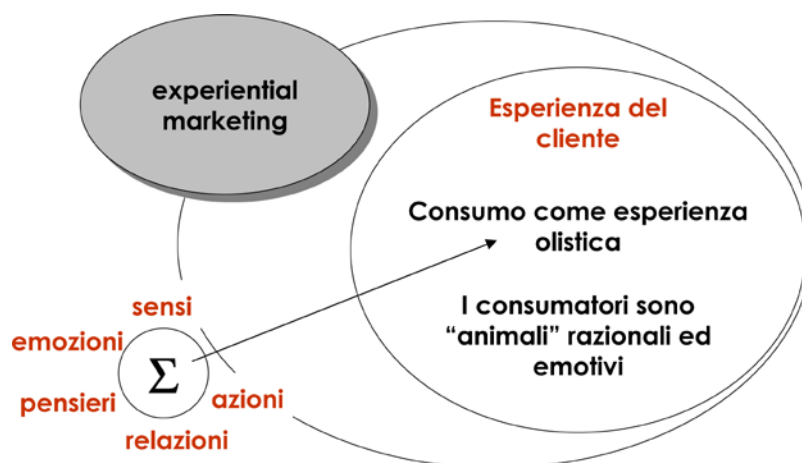 experiential
marketing
Esperienza del
cliente
Consumo come esperienza
olistica
I consumatori sono
“animali” razionali ed
emotivi
sensi
emozioni
Σ
pensieri
azioni
relazioni